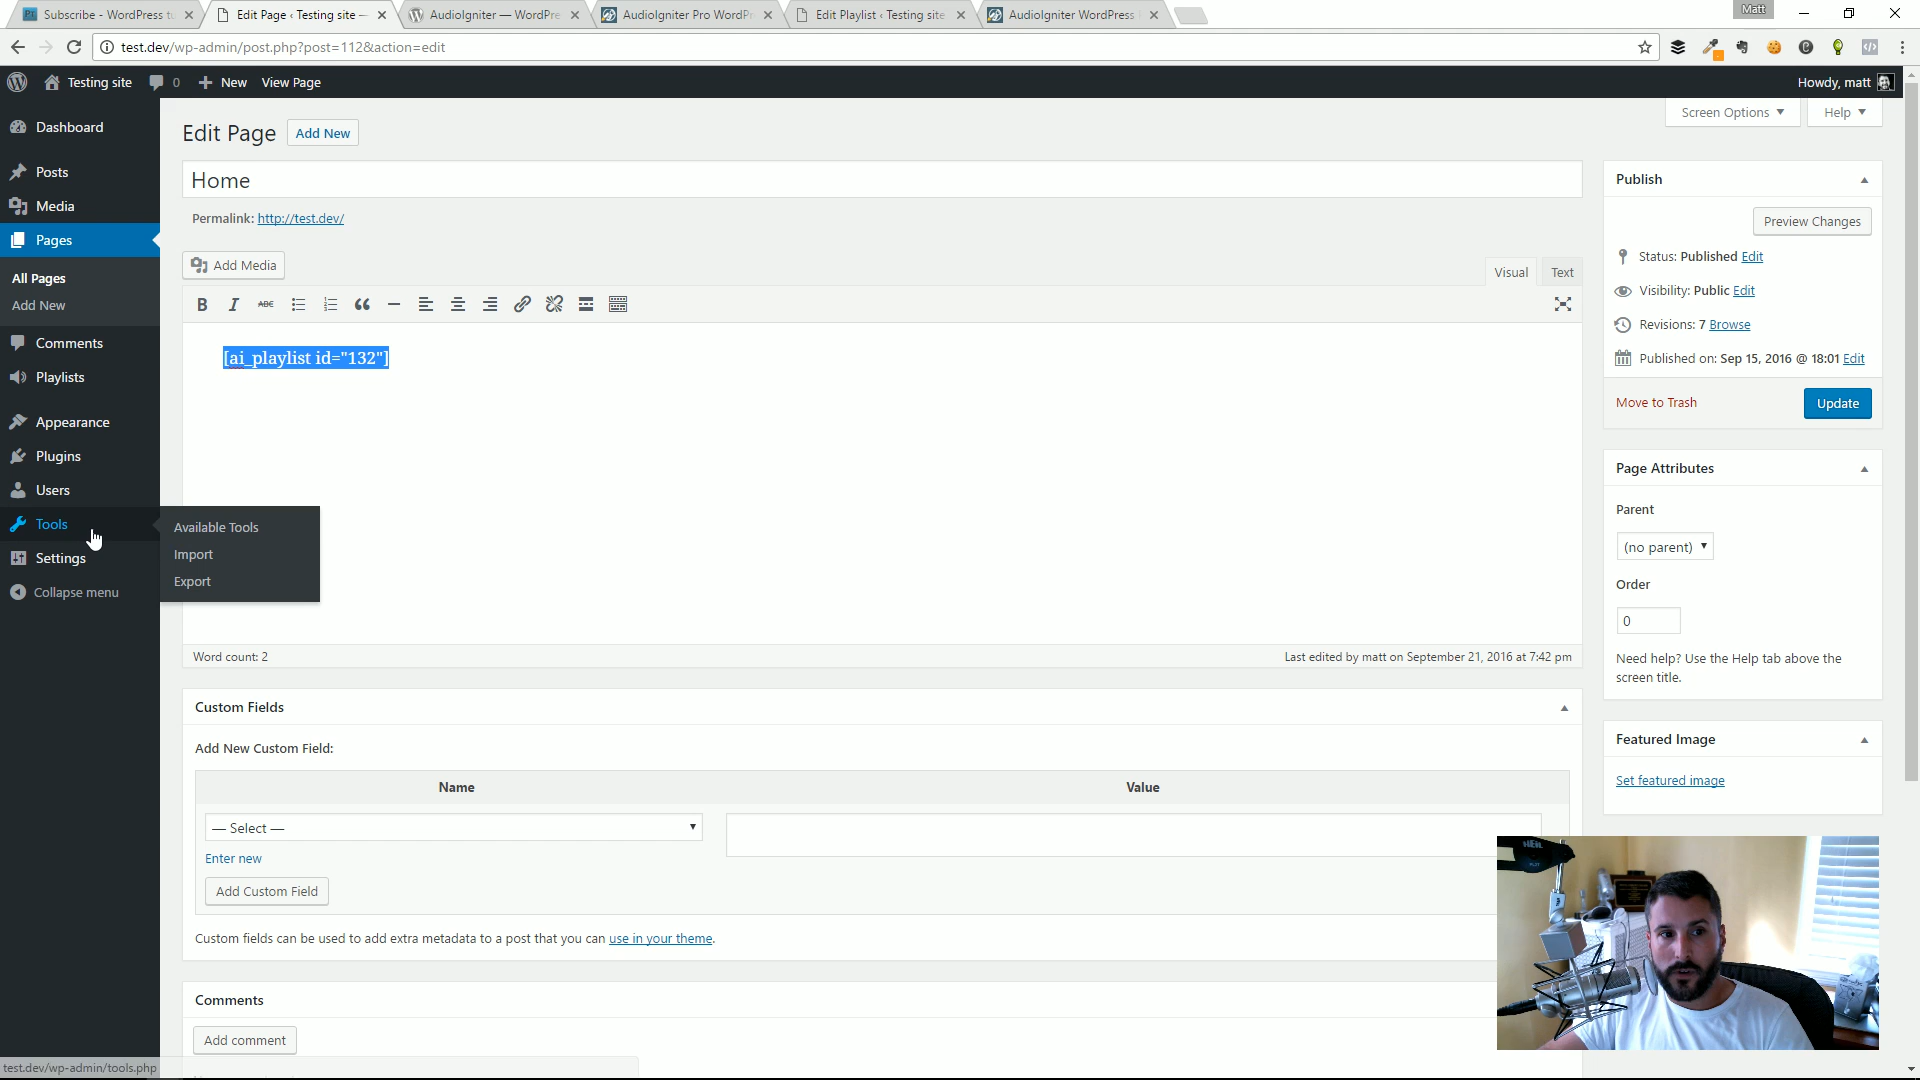 Subscribe - WordPress tu
Edit Page ‹ Testing site —
AudioIgniter — WordPre
AudioIgniter Pro WordPr
Edit Playlist ‹ Testing site
AudioIgniter WordPress
Matt
test.dev/wp-admin/post.php?post=112&action=edit
Testing site
0
New
View Page
Howdy, matt
Screen Options
Help
Dashboard
Posts
Media
Pages
All Pages
Add New
Comments
Playlists
Appearance
Plugins
Users
Tools
Settings
Collapse menu
Available Tools
Import
Export
Edit Page
Add New
Home
Permalink: http://test.dev/
Add Media
Visual
Text
B I ABC
[ai_playlist id="132"]
Word count: 2
Last edited by matt on September 21, 2016 at 7:42 pm
Custom Fields
Add New Custom Field:
Name
Value
— Select —
Enter new
Add Custom Field
Custom fields can be used to add extra metadata to a post that you can use in your theme.
Comments
Add comment
Publish
Preview Changes
Status: Published Edit
Visibility: Public Edit
Revisions: 7 Browse
Published on: Sep 15, 2016 @ 18:01 Edit
Move to Trash
Update
Page Attributes
Parent
(no parent)
Order
0
Need help? Use the Help tab above the
screen title.
Featured Image
Set featured image
test.dev/wp-admin/tools.php